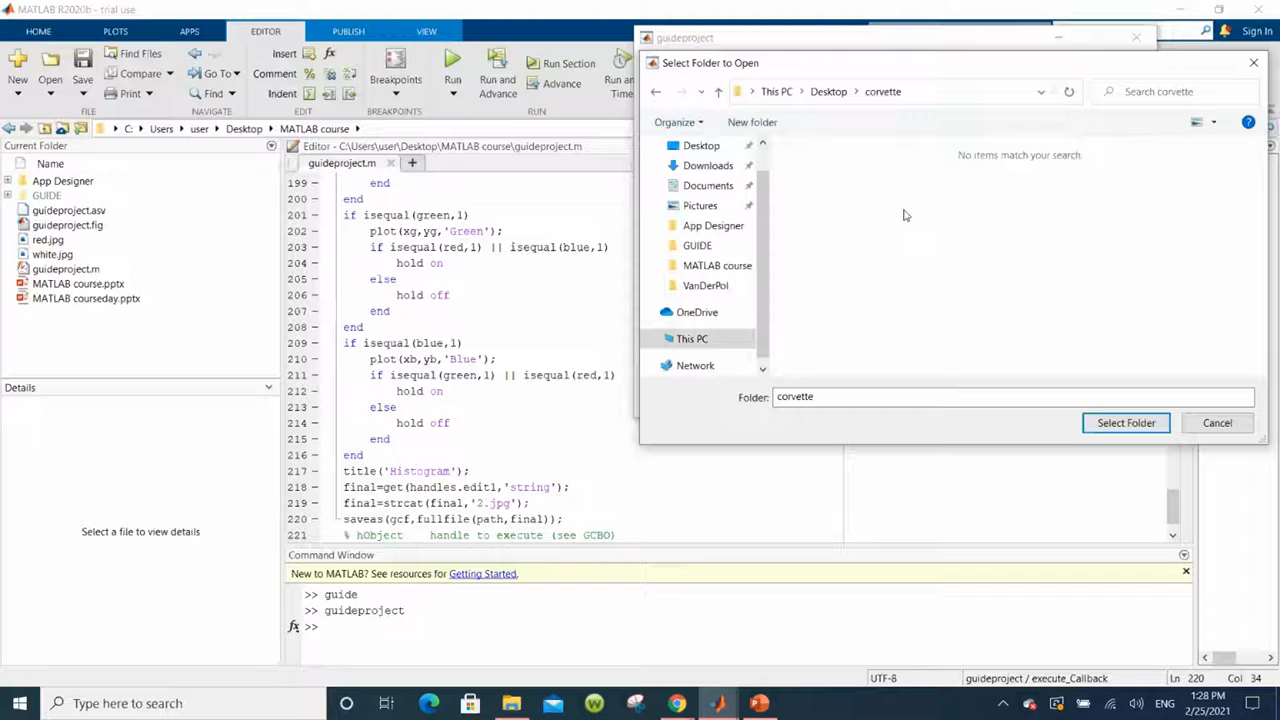 MATLAB R2020b - trial use
HOME PLOTS APPS EDITOR PUBLISH VIEW
Sign In
New Open Save
Find Files
Compare
Print
Go To
Find
Insert
Comment
Indent
Breakpoints
Run
Run and Advance
Run Section
Advance
Run and Time
RUN
C: Users user Desktop MATLAB course
Current Folder
Name
App Designer
GUIDE
guideproject.asv
guideproject.fig
red.jpg
white.jpg
guideproject.m
MATLAB course.pptx
MATLAB courseday.pptx
Details
Select a file to view details
Editor - C:\Users\user\Desktop\MATLAB course\guideproject.m
guideproject.m
199 end
200 end
201 if isequal(green,1)
202 plot(xg,yg,'Green');
203 if isequal(red,1) || isequal(blue,1)
204 hold on
205 else
206 hold off
207 end
208 end
209 if isequal(blue,1)
210 plot(xb,yb,'Blue');
211 if isequal(green,1) || isequal(red,1)
212 hold on
213 else
214 hold off
215 end
216 end
217 title('Histogram');
218 final=get(handles.edit1,'string');
219 final=strcat(final,'2.jpg');
220 saveas(gcf,fullfile(path,final));
221 % hObject handle to execute (see GCBO)
Command Window
New to MATLAB? See resources for Getting Started.
>> guide
>> guideproject
fx >>
guideproject
Select Folder to Open
This PC Desktop corvette
Search corvette
Organize New folder
Desktop
Downloads
Documents
Pictures
App Designer
GUIDE
MATLAB course
VanDerPol
OneDrive
This PC
Network
No items match your search.
Folder: corvette
Select Folder Cancel
UTF-8 guideproject / execute_Callback Ln 220 Col 34
Type here to search
ENG
1:28 PM
2/25/2021